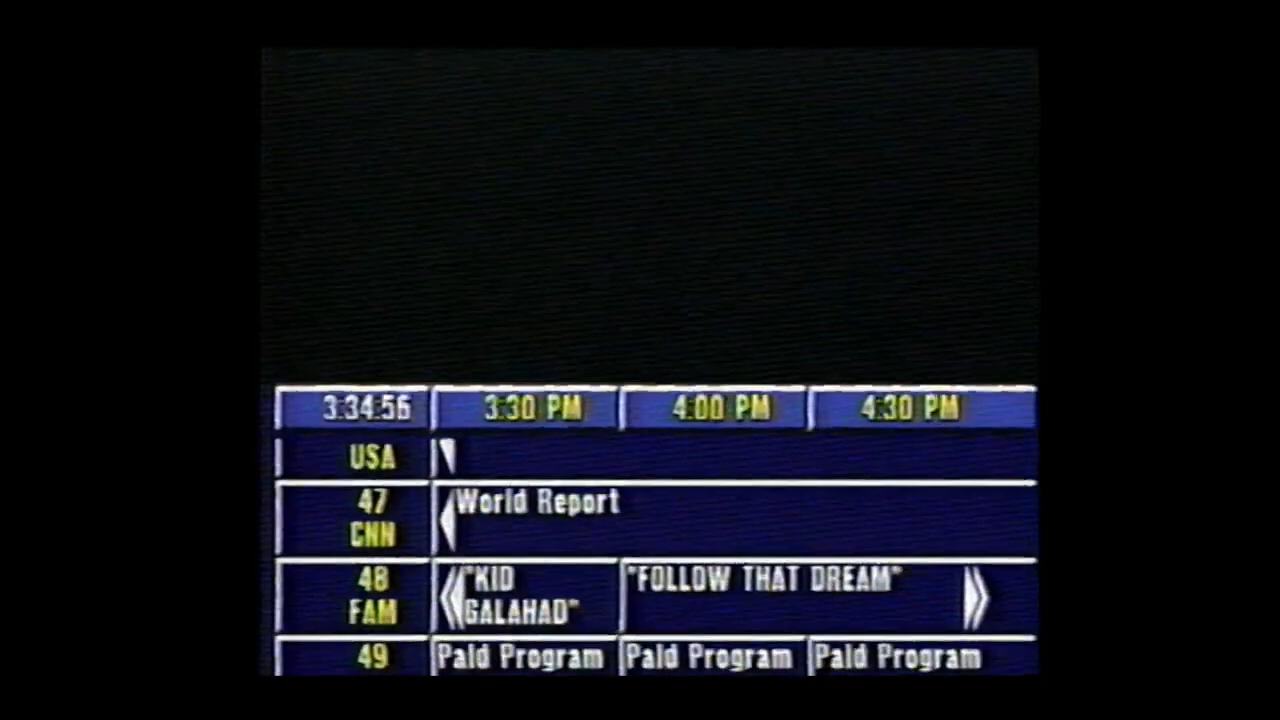 3:34:56 3:30 PM 4:00 PM 4:30 PM
USA
47 World Report
CNN
48 "KID "FOLLOW THAT DREAM"
FAM GALAHAD"
49 Paid Program Paid Program Paid Program